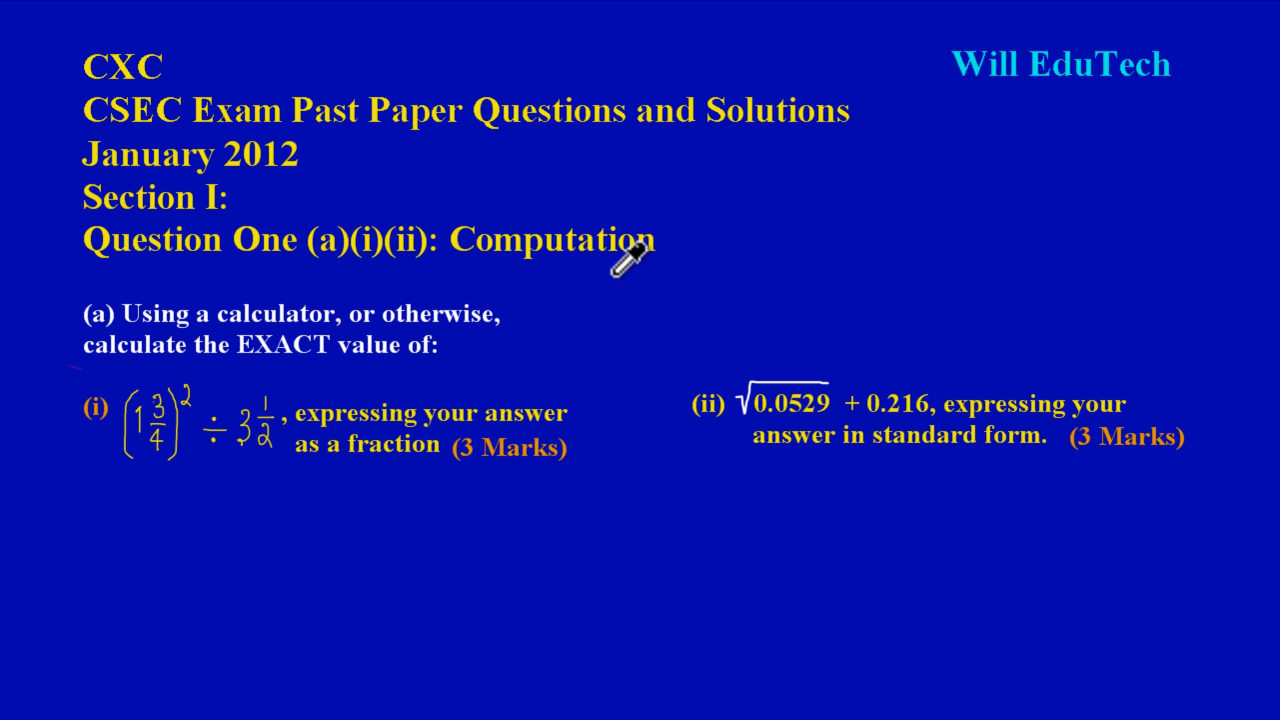 CXC
Will EduTech
CSEC Exam Past Paper Questions and Solutions
January 2012
Section I:
Question One (a)(i)(ii): Computation
(a) Using a calculator, or otherwise,
calculate the EXACT value of:
(i) (1 3/4)² ÷ 3 1/2, expressing your answer
as a fraction (3 Marks)
(ii) √0.0529 + 0.216, expressing your
answer in standard form. (3 Marks)